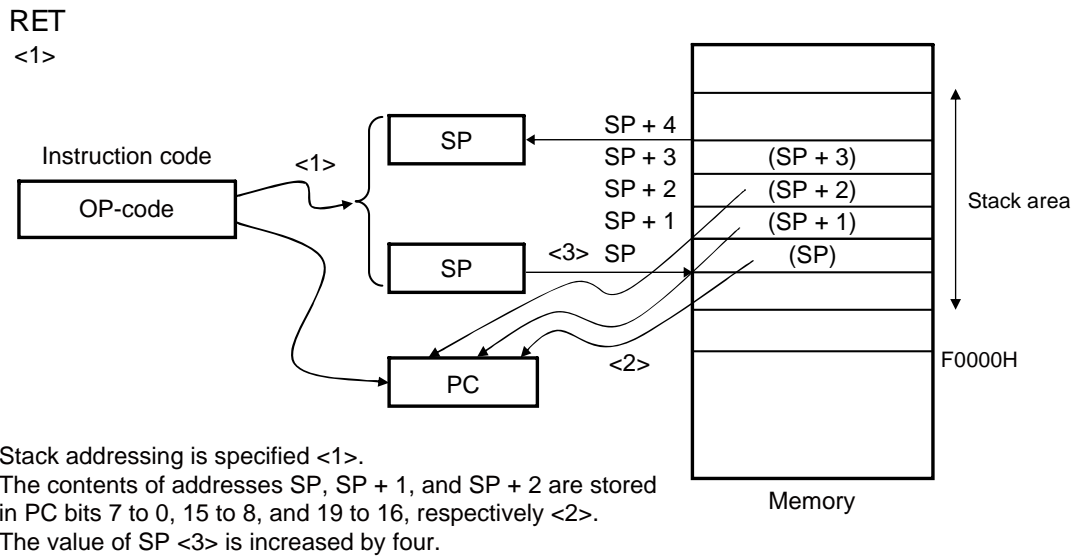 RET
<1>
SP + 4
SP
Instruction code
<1>
SP + 3
(SP + 3)
OP-code
SP + 2
(SP + 2)
Stack area
SP + 1
(SP + 1)
SP
<3>
SP
(SP)
<2>
F0000H
PC
Stack addressing is specified <1>.
The contents of addresses SP, SP + 1, and SP + 2 are stored
in PC bits 7 to 0, 15 to 8, and 19 to 16, respectively <2>.
The value of SP <3> is increased by four.
Memory